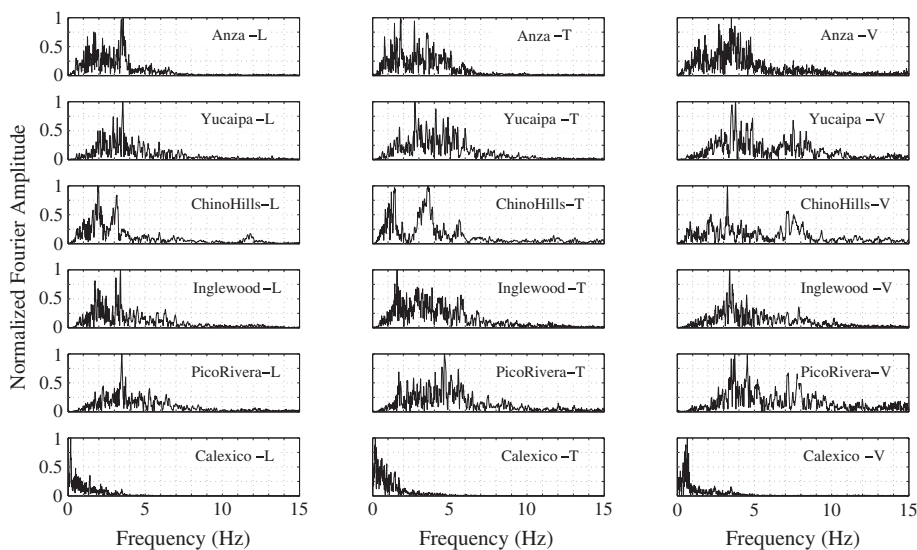 Normalized Fourier Amplitude
1
0.5
0
Anza –L
Anza –T
Anza –V
1
0.5
0
Yucaipa –L
Yucaipa –T
Yucaipa –V
1
0.5
0
ChinoHills–L
ChinoHills–T
ChinoHills–V
1
0.5
0
Inglewood –L
Inglewood –T
Inglewood –V
1
0.5
0
PicoRivera–L
PicoRivera–T
PicoRivera–V
1
0.5
0
Calexico –L
Calexico –T
Calexico –V
0 5 10 15
0 5 10 15
0 5 10 15
Frequency (Hz)
Frequency (Hz)
Frequency (Hz)